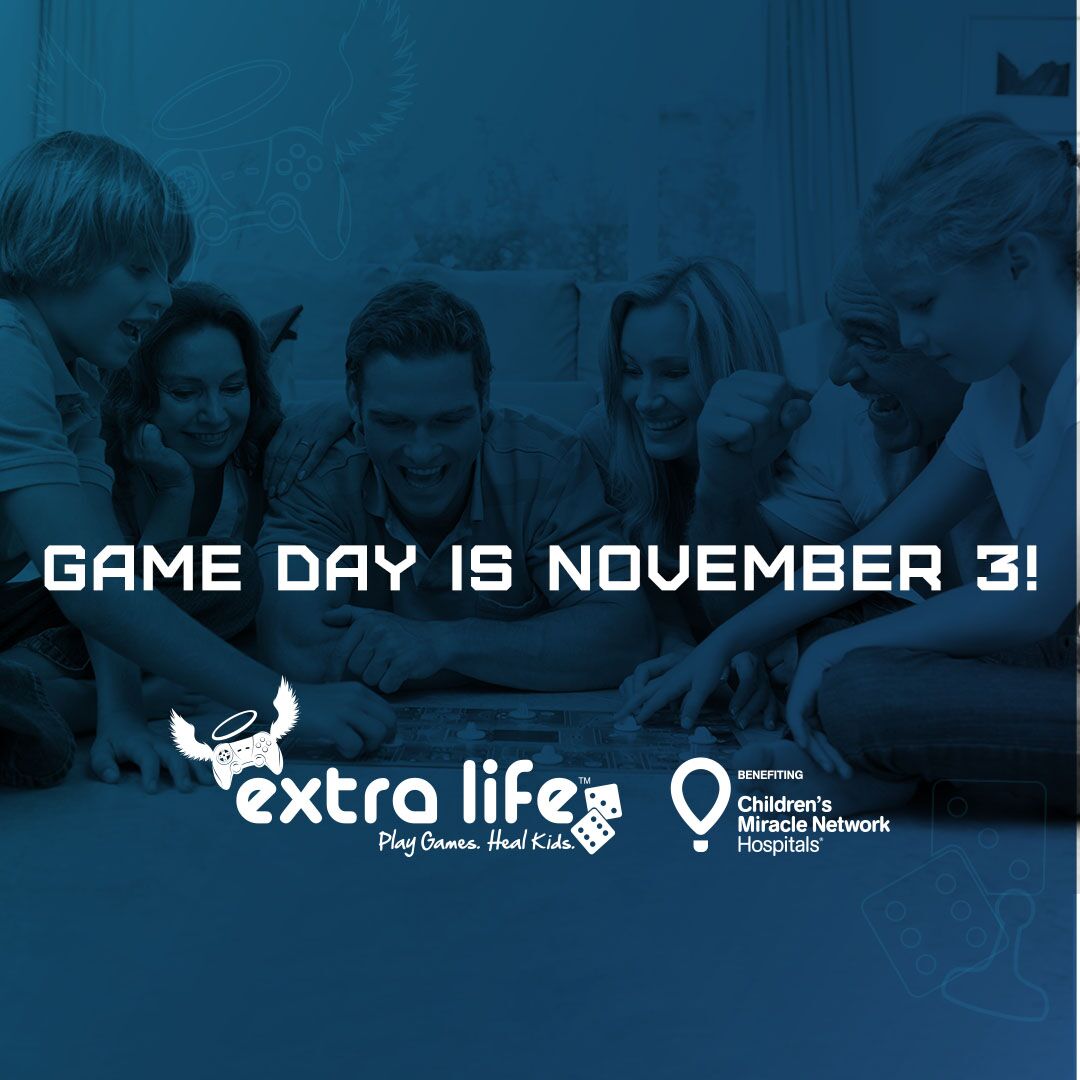 GAME DAY IS NOVEMBER 3!
extra life™
Play Games. Heal Kids.
BENEFITING
Children's
Miracle Network
Hospitals®